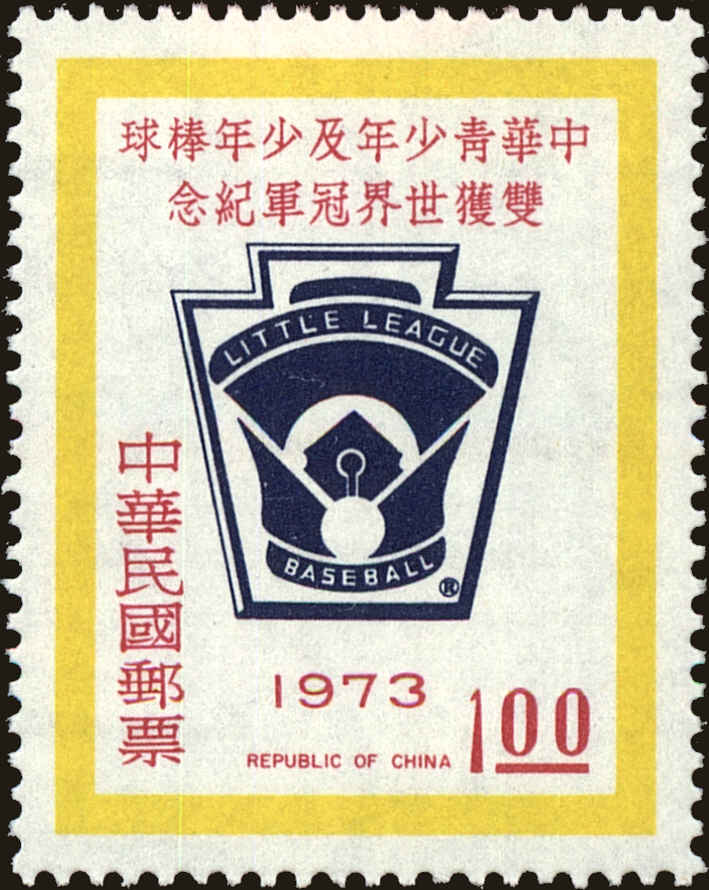 中華青少年及少年棒球
雙獲世界冠軍紀念
LITTLE LEAGUE
BASEBALL
®
中華民國郵票
1973
REPUBLIC OF CHINA
1.00